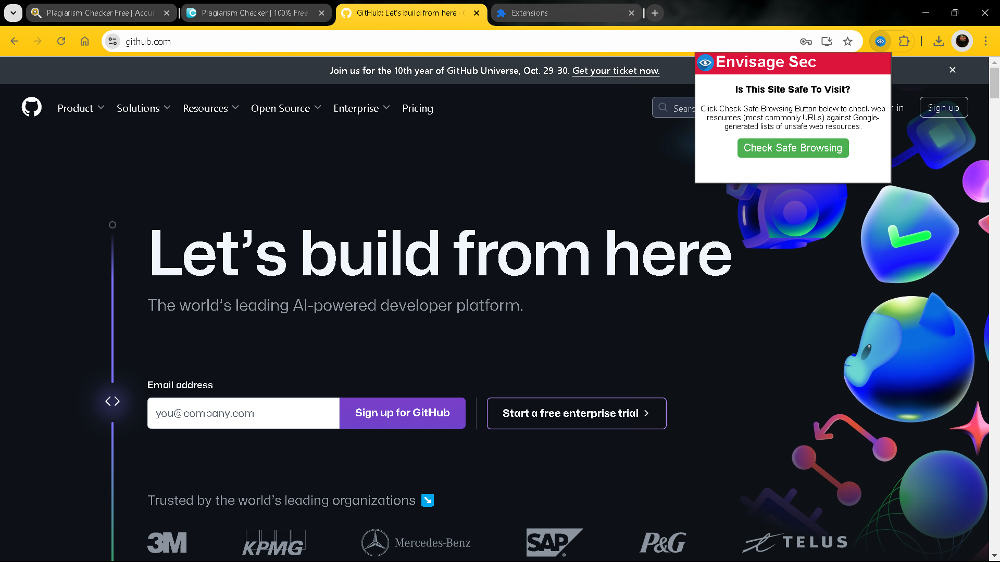 Plagiarism Checker Free | Accur
Plagiarism Checker | 100% Free
GitHub: Let's build from here ·
Extensions
github.com
Join us for the 10th year of GitHub Universe, Oct. 29-30. Get your ticket now.
Envisage Sec
Is This Site Safe To Visit?
Click Check Safe Browsing Button below to check web
resources (most commonly URLs) against Google-
generated lists of unsafe web resources.
Check Safe Browsing
Product
Solutions
Resources
Open Source
Enterprise
Pricing
Searc
in
Sign up
Let’s build from here
The world’s leading AI-powered developer platform.
Email address
you@company.com
Sign up for GitHub
Start a free enterprise trial
Trusted by the world’s leading organizations
3M
KPMG
Mercedes-Benz
SAP
P&G
TELUS